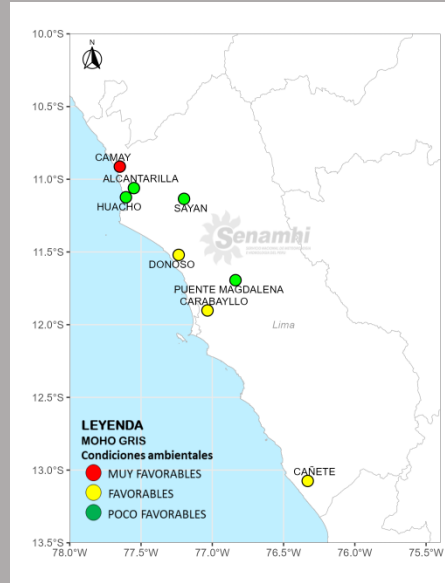 10.0°S
N
10.5°S
CAMAY
11.0°S
ALCANTARILLA
HUACHO
SAYAN
Senamhi
11.5°S
DONOSO
PUENTE MAGDALENA
CARABAYLLO
12.0°S
Lima
12.5°S
LEYENDA
MOHO GRIS
Condiciones ambientales
MUY FAVORABLES
FAVORABLES
POCO FAVORABLES
13.0°S
CAÑETE
13.5°S
78.0°W 77.5°W 77.0°W 76.5°W 76.0°W 75.5°W